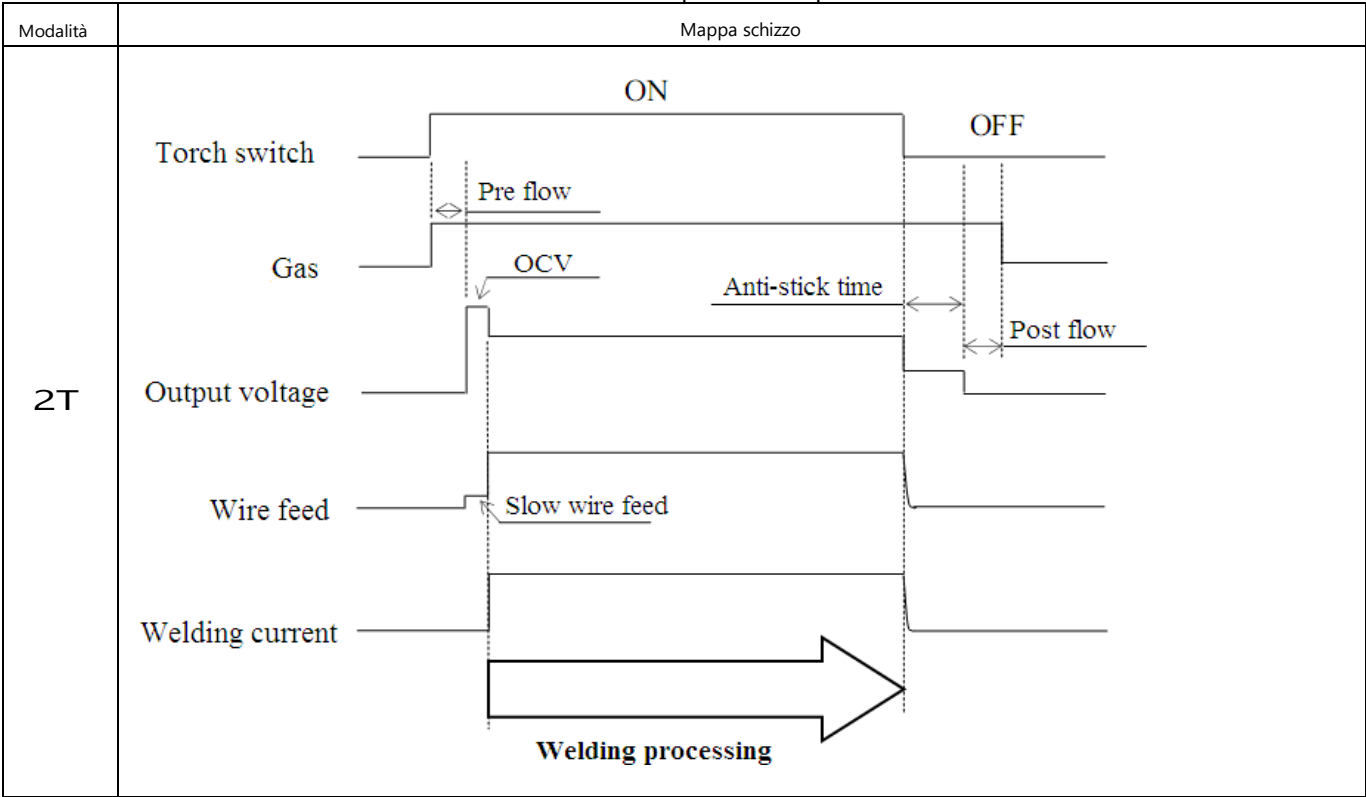 Modalità
Mappa schizzo
ON
OFF
Torch switch
Pre flow
Gas
OCV
Anti-stick time
Post flow
2T
Output voltage
Slow wire feed
Wire feed
Welding current
Welding processing